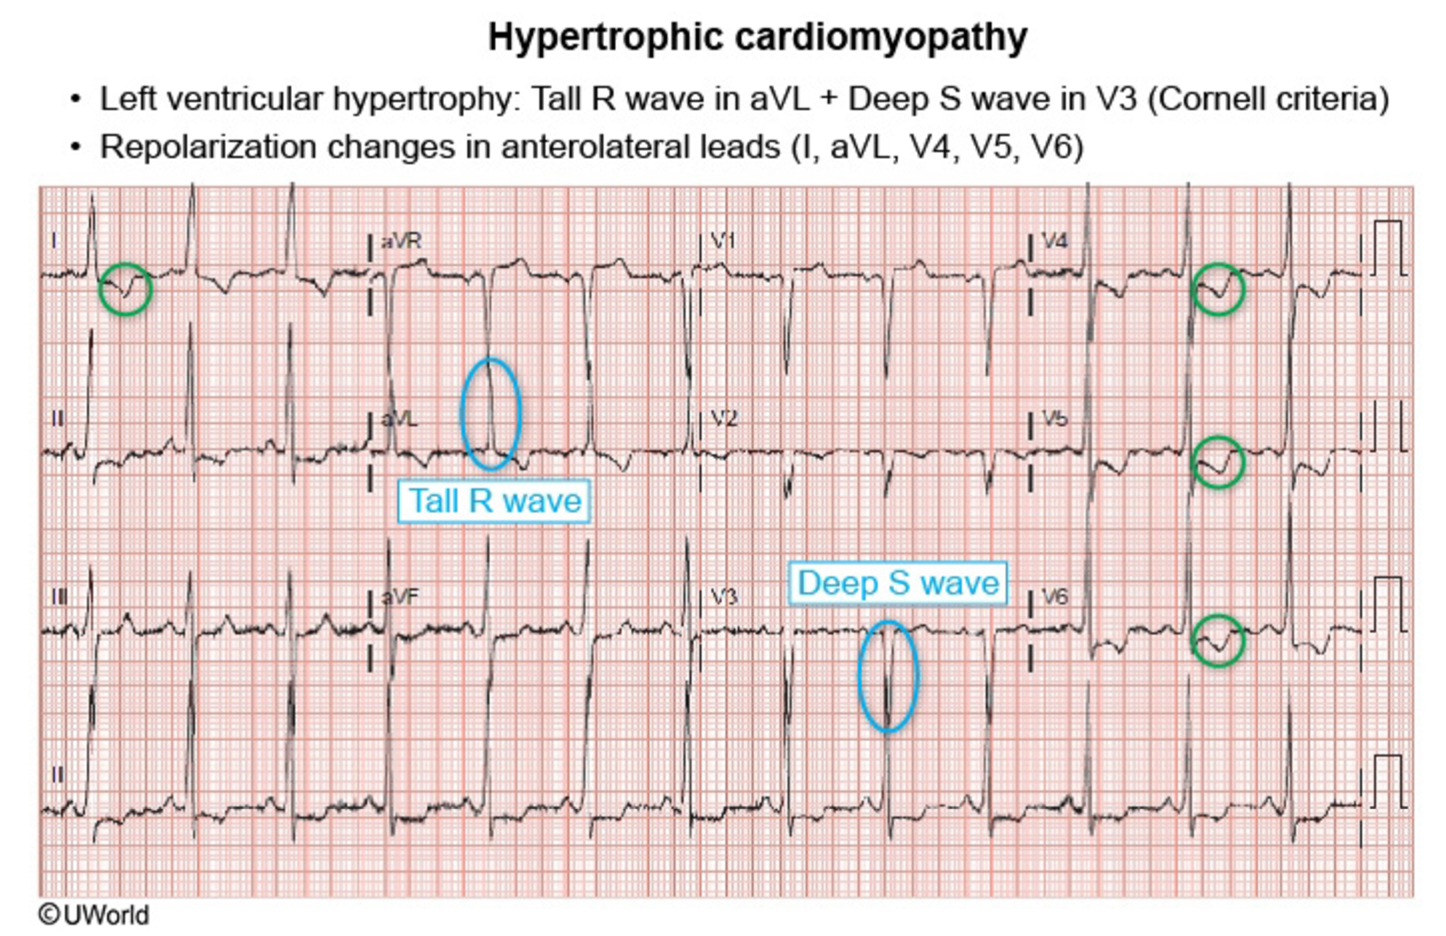 Hypertrophic cardiomyopathy
• Left ventricular hypertrophy: Tall R wave in aVL + Deep S wave in V3 (Cornell criteria)
• Repolarization changes in anterolateral leads (I, aVL, V4, V5, V6)
I aVR V1 V4
II aVL V2 V5
Tall R wave
Deep S wave
III aVF V3 V6
II
©UWorld